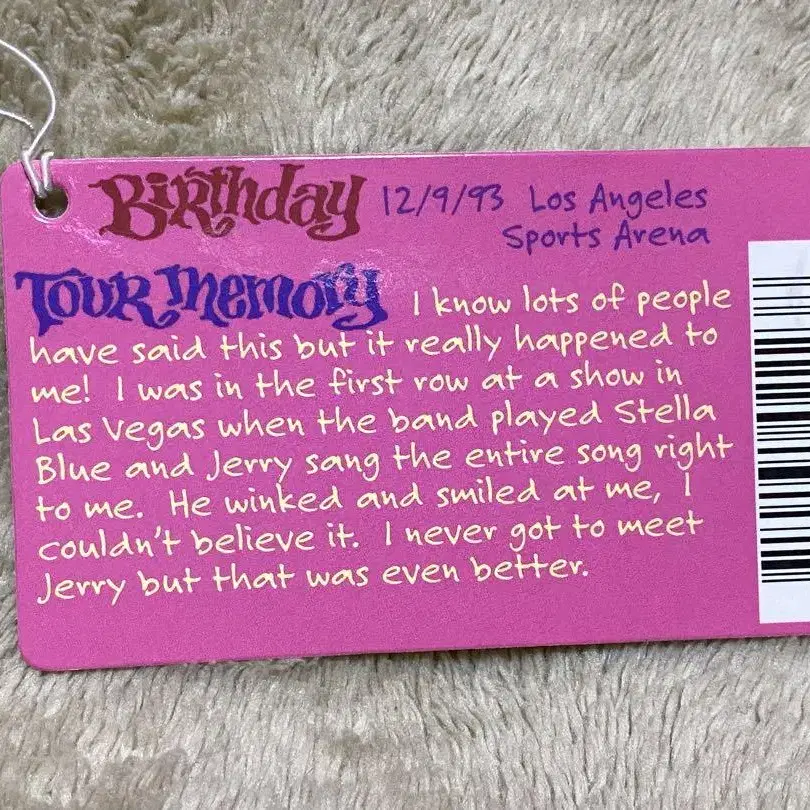 Birthday 12/9/93 Los Angeles
Sports Arena
Tour Memory I know lots of people
have said this but it really happened to
me! I was in the first row at a show in
Las Vegas when the band played Stella
Blue and Jerry sang the entire song right
to me. He winked and smiled at me, I
couldn't believe it. I never got to meet
Jerry but that was even better.